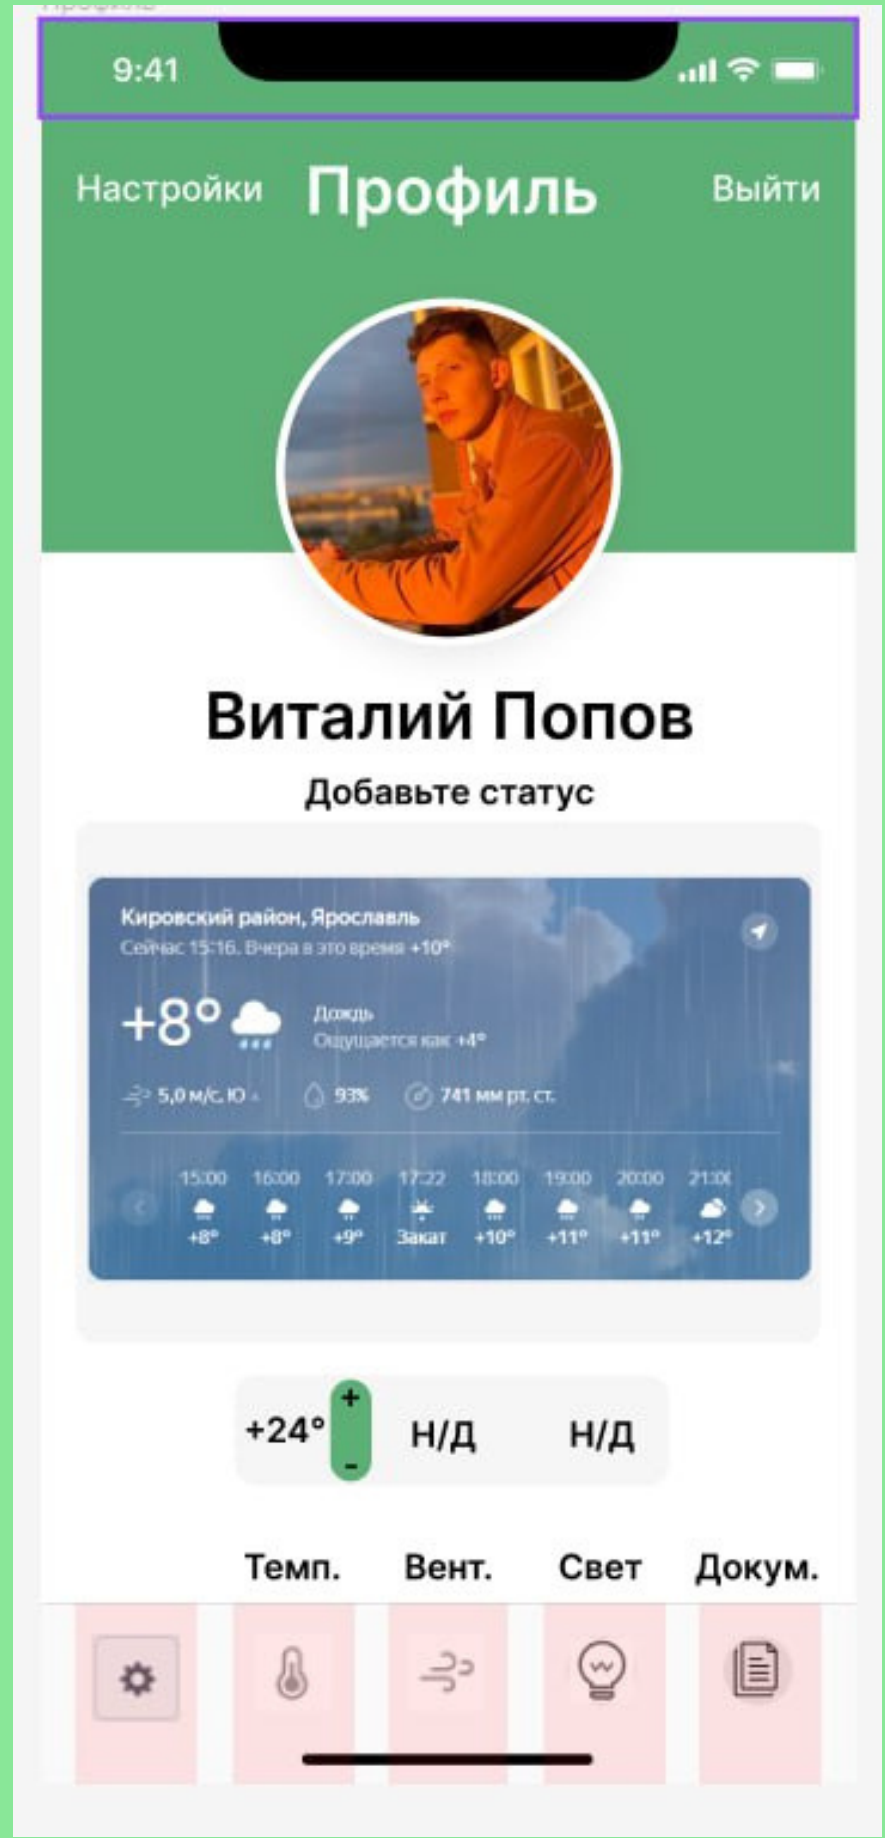 Профиль
9:41
Настройки Профиль Выйти
Виталий Попов
Добавьте статус
Кировский район, Ярославль
Сейчас 15:16. Вчера в это время +10°
+8°
Дождь
Ощущается как +4°
5,0 м/с, Ю 93% 741 мм рт. ст.
15:00 16:00 17:00 17:22 18:00 19:00 20:00 21:00
+8° +8° +9° Закат +10° +11° +11° +12°
+24° + - Н/Д Н/Д
Темп. Вент. Свет Докум.